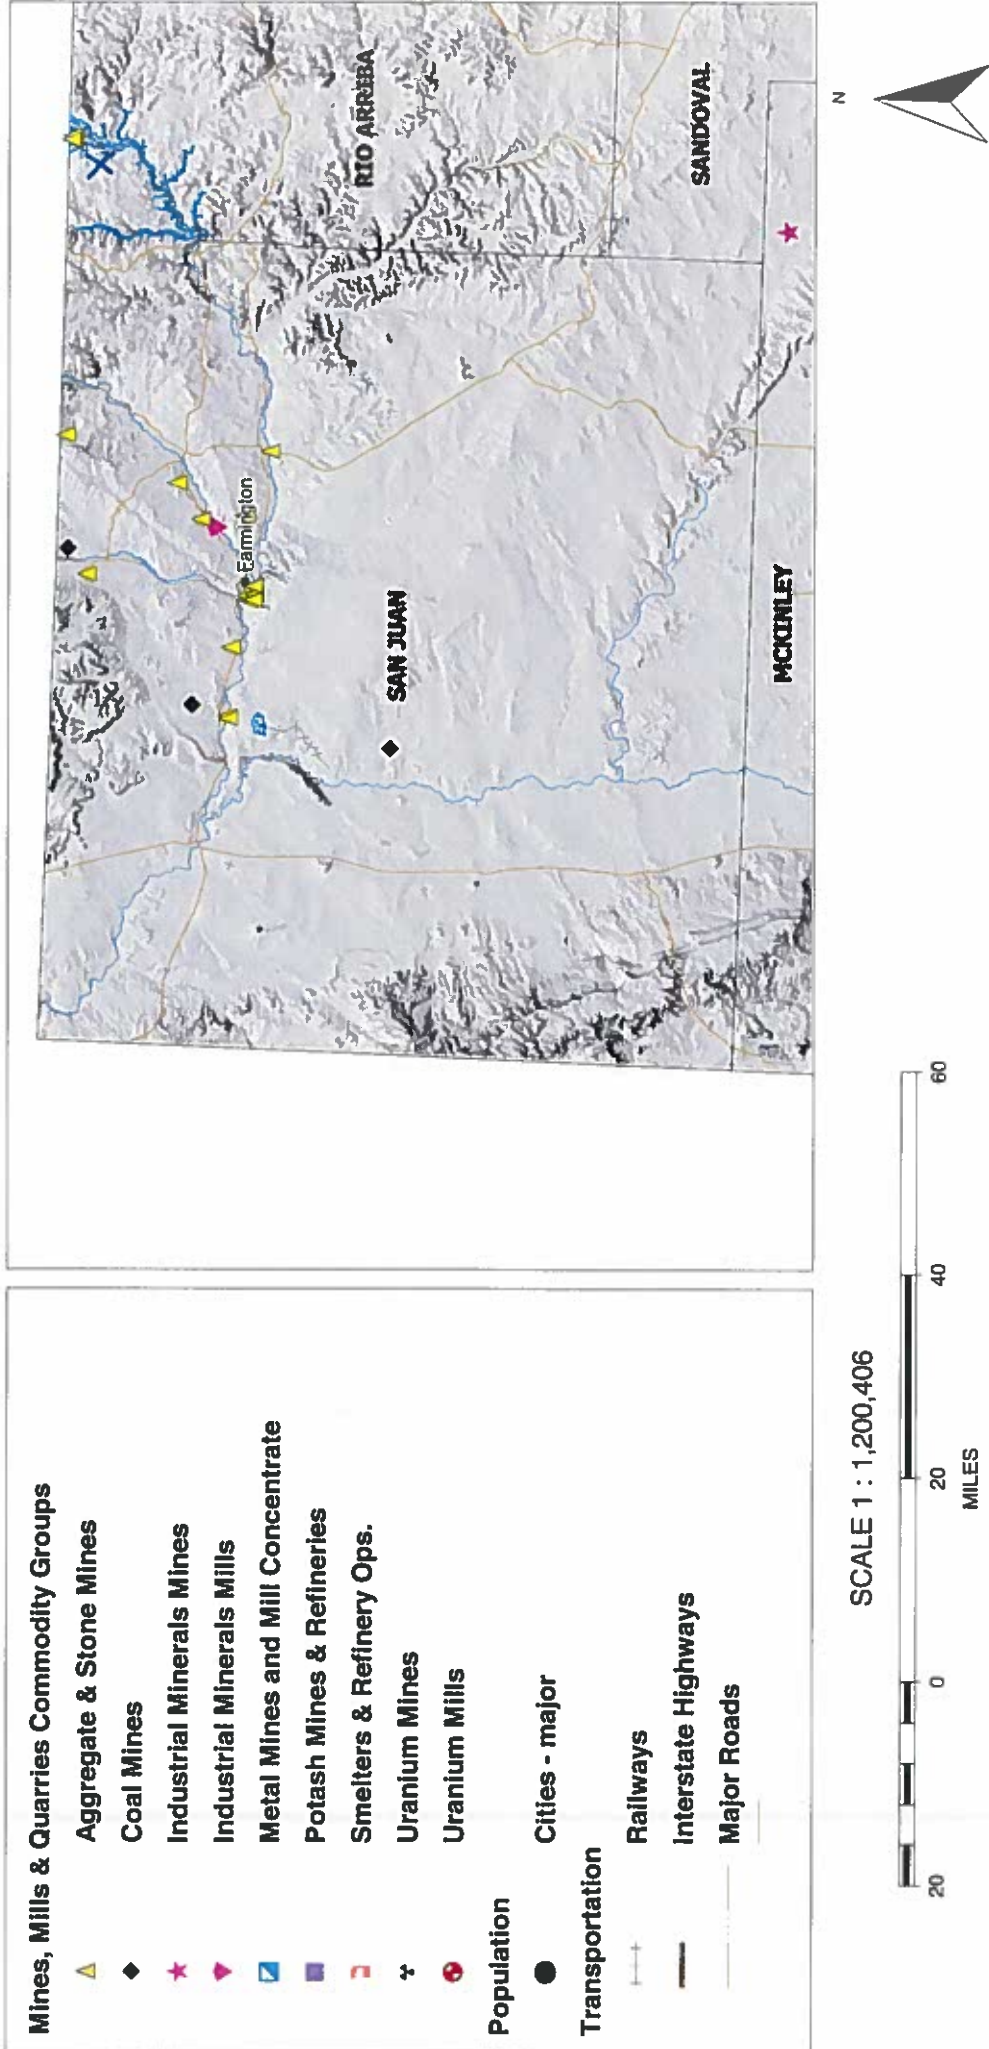 Mines, Mills & Quarries Commodity Groups
Aggregate & Stone Mines
Coal Mines
Industrial Minerals Mines
Industrial Minerals Mills
Metal Mines and Mill Concentrate
Potash Mines & Refineries
Smelters & Refinery Ops.
Uranium Mines
Uranium Mills
Population
Cities - major
Transportation
Railways
Interstate Highways
Major Roads
Farmington
RIO ARRIBA
SAN JUAN
SANDOVAL
MCKINLEY
SCALE 1 : 1,200,406
20 0 20 40 60
MILES
N